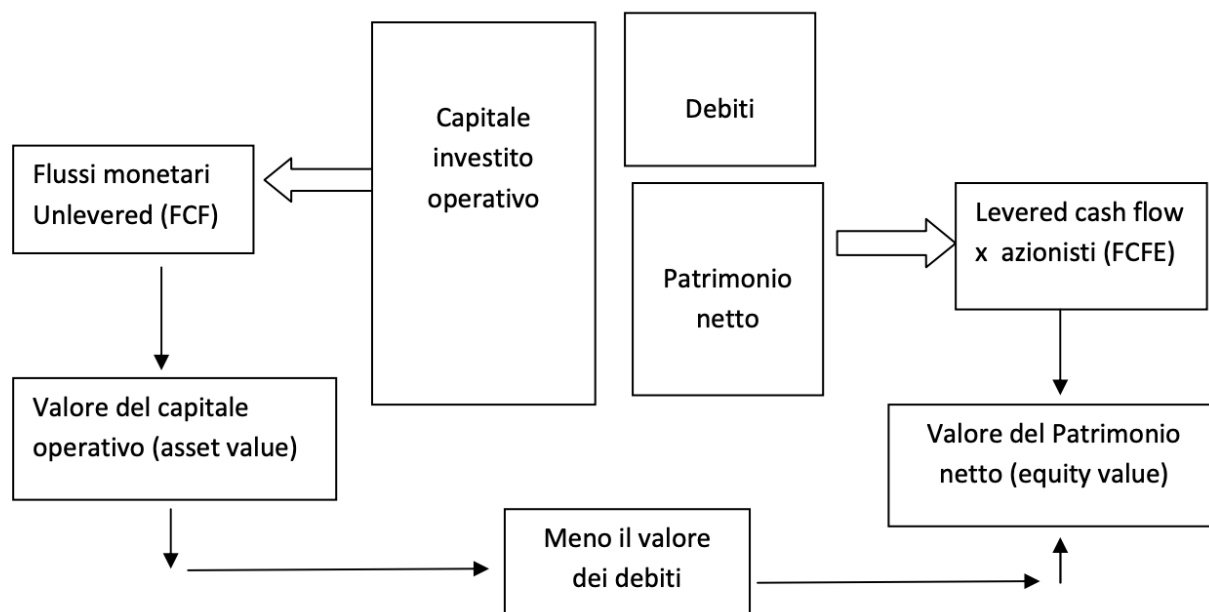 Capitale
investito
operativo
Debiti
Flussi monetari
Unlevered (FCF)
Patrimonio
netto
Levered cash flow
x azionisti (FCFE)
Valore del capitale
operativo (asset value)
Valore del Patrimonio
netto (equity value)
Meno il valore
dei debiti